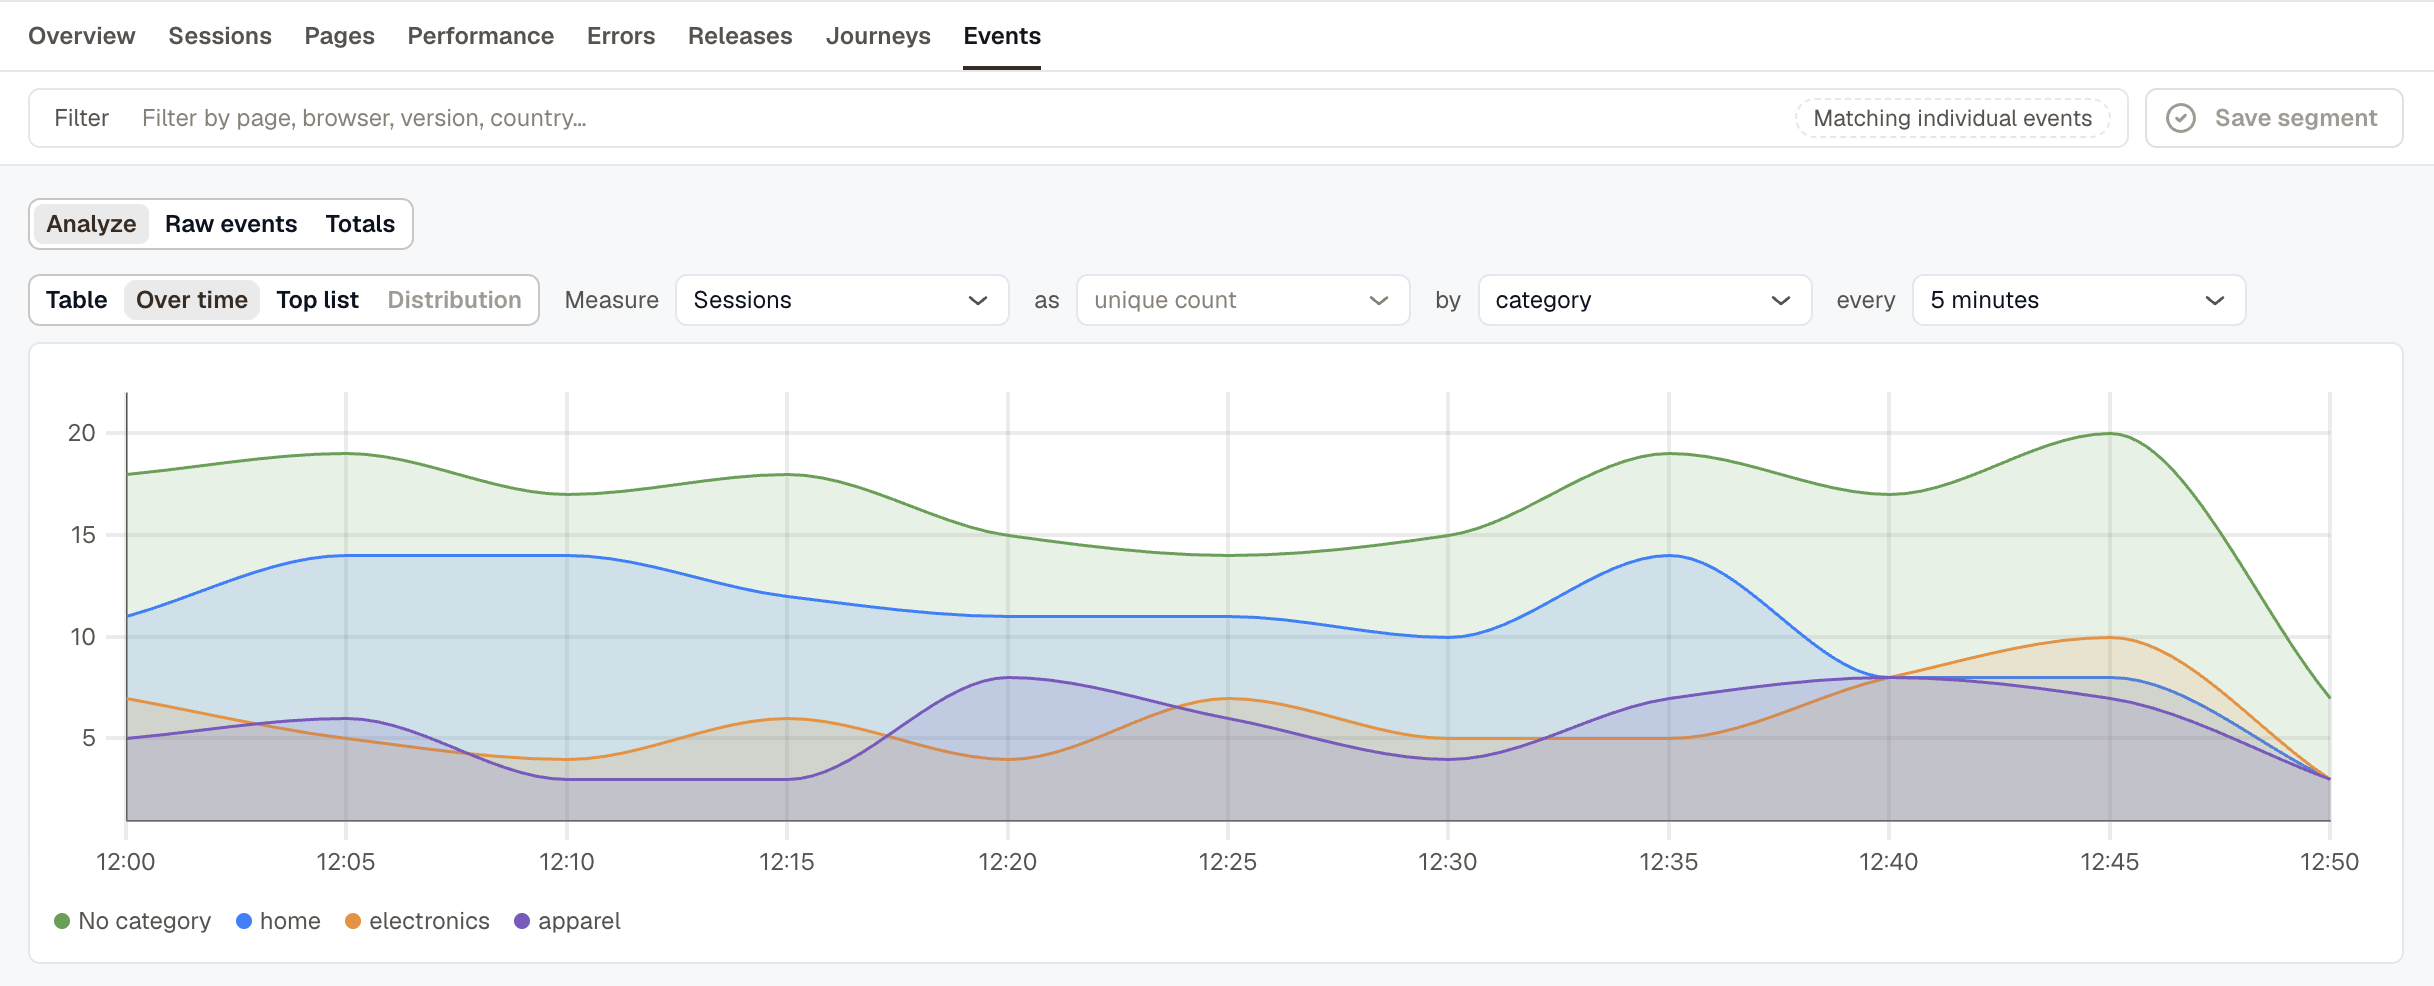 Overview Sessions Pages Performance Errors Releases Journeys Events
Filter Filter by page, browser, version, country... Matching individual events Save segment
Analyze Raw events Totals
Table Over time Top list Distribution Measure Sessions as unique count by category every 5 minutes
20
15
10
5
12:00 12:05 12:10 12:15 12:20 12:25 12:30 12:35 12:40 12:45 12:50
No category home electronics apparel